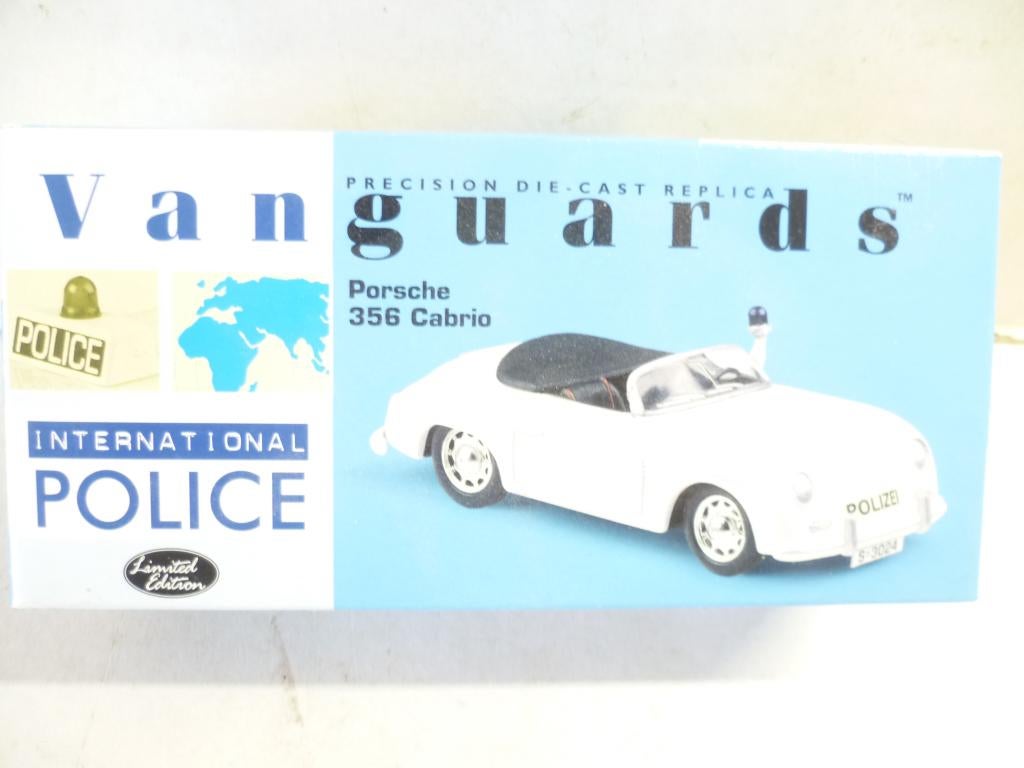 Vanguards™
PRECISION DIE-CAST REPLICA
Porsche
356 Cabrio
POLICE
INTERNATIONAL
POLICE
Limited
Edition
POLIZEI
S-3024